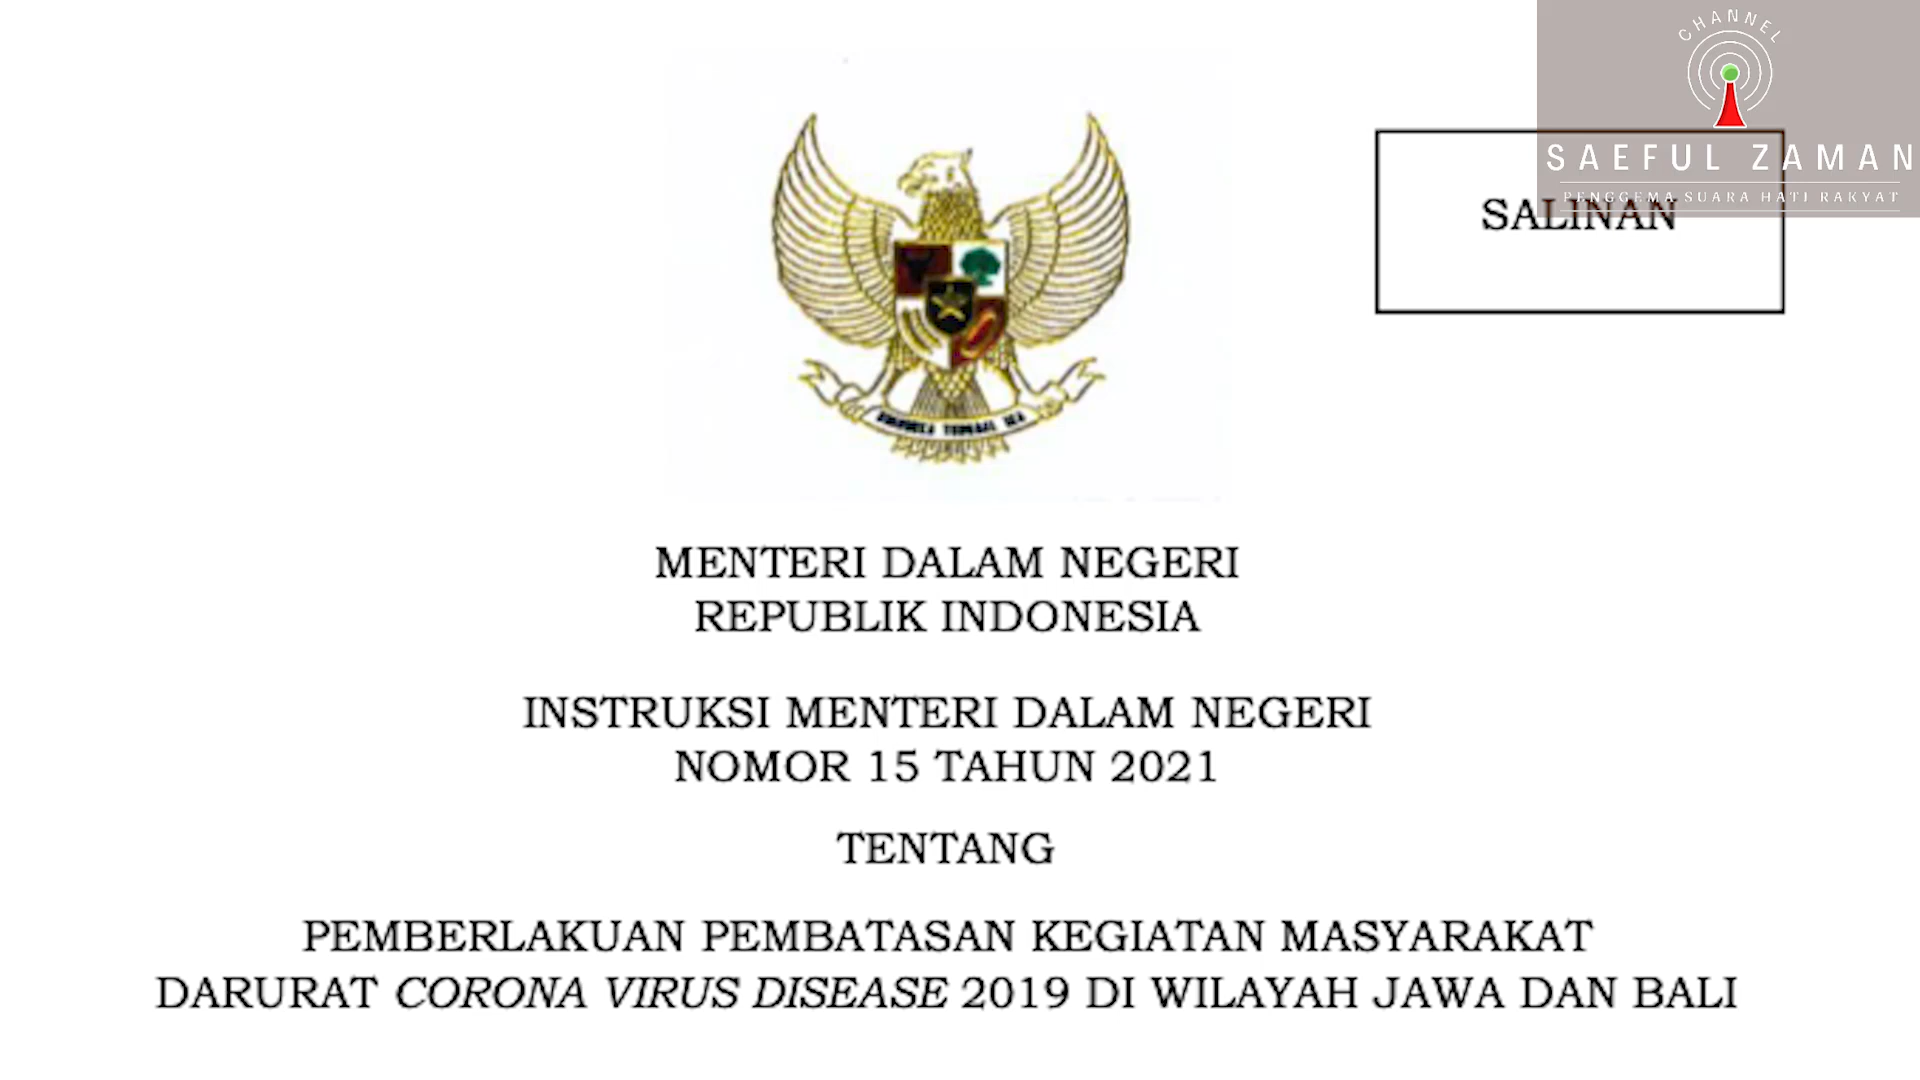 CHANNEL
SAEFUL ZAMAN
PENGGEMA SUARA HATI RAKYAT
SALINAN
MENTERI DALAM NEGERI
REPUBLIK INDONESIA
INSTRUKSI MENTERI DALAM NEGERI
NOMOR 15 TAHUN 2021
TENTANG
PEMBERLAKUAN PEMBATASAN KEGIATAN MASYARAKAT
DARURAT CORONA VIRUS DISEASE 2019 DI WILAYAH JAWA DAN BALI